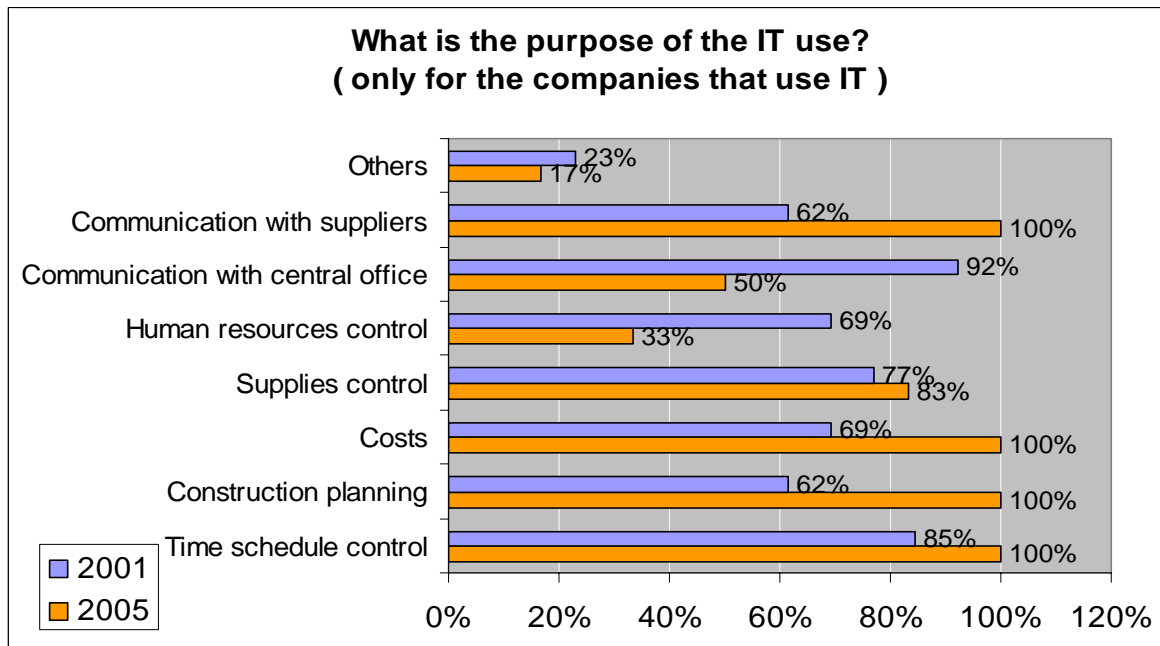 What is the purpose of the IT use?
( only for the companies that use IT )
Others
23%
17%
Communication with suppliers
62%
100%
Communication with central office
92%
50%
Human resources control
69%
33%
Supplies control
77%
83%
Costs
69%
100%
Construction planning
62%
100%
Time schedule control
85%
100%
2001
2005
0% 20% 40% 60% 80% 100% 120%